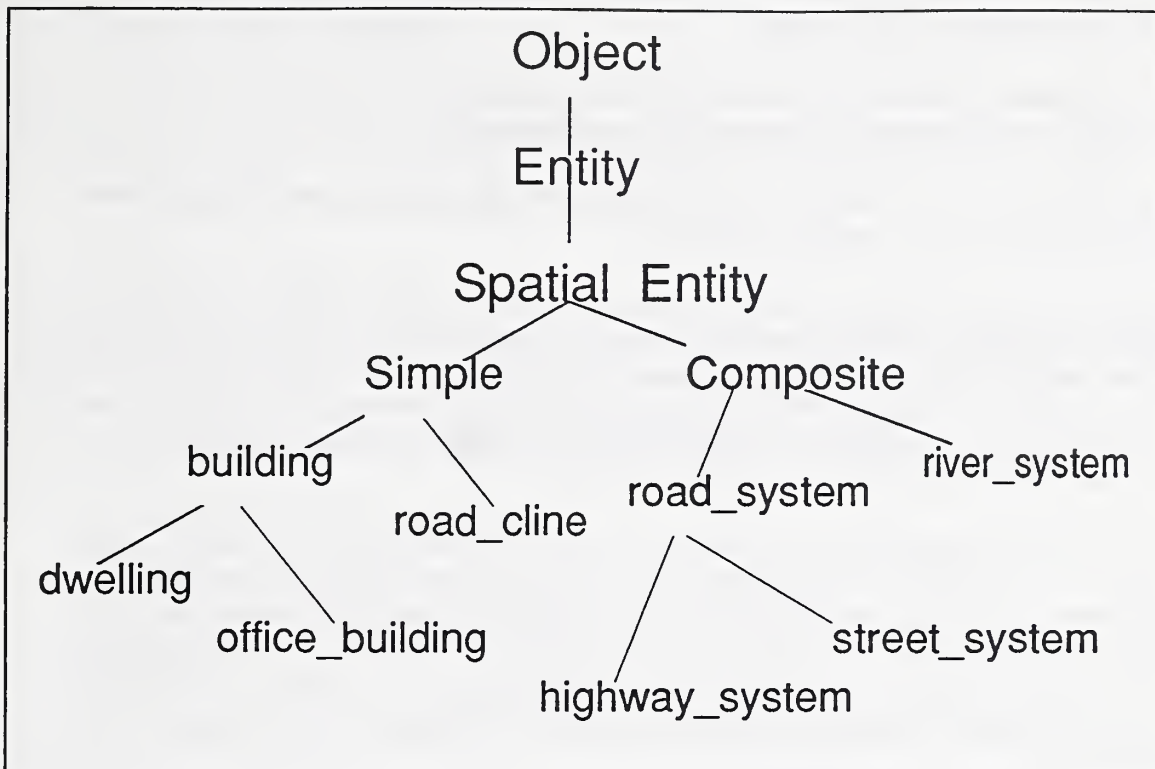 Object
Entity
Spatial Entity
Simple
Composite
building
river_system
road_system
road_cline
dwelling
office_building
street_system
highway_system